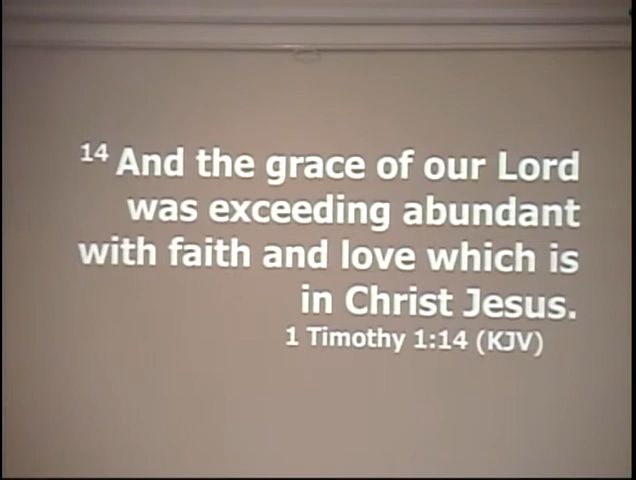 14 And the grace of our Lord
was exceeding abundant
with faith and love which is
in Christ Jesus.
1 Timothy 1:14 (KJV)